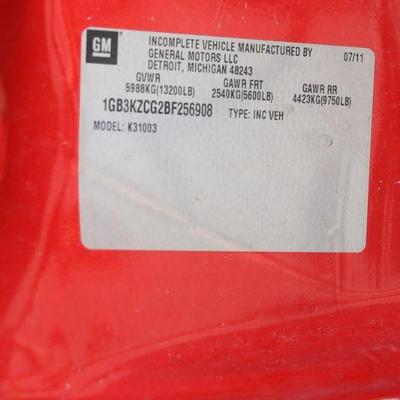 GM
INCOMPLETE VEHICLE MANUFACTURED BY
GENERAL MOTORS LLC
DETROIT, MICHIGAN 48243
07/11
GVWR GAWR FRT GAWR RR
5988KG(13200LB) 2540KG(5600LB) 4423KG(9750LB)
1GB3KZCG2BF256908 TYPE: INC VEH
MODEL: K31003